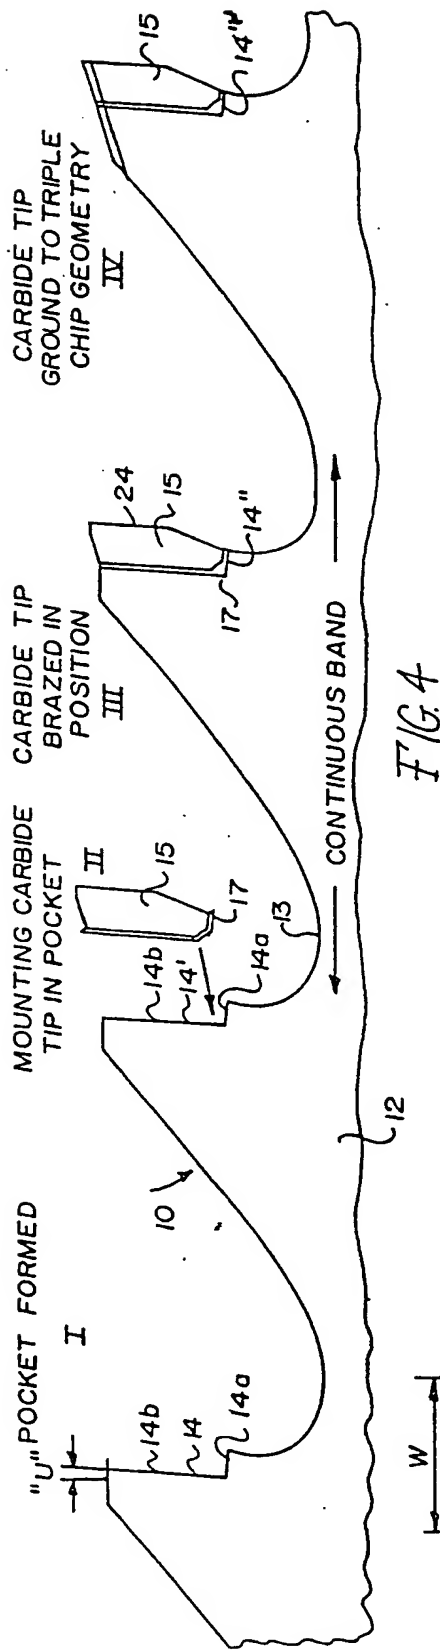 "U" POCKET FORMED
I
MOUNTING CARBIDE
TIP IN POCKET
II
CARBIDE TIP
BRAZED IN
POSITION
III
CARBIDE TIP
GROUND TO TRIPLE
CHIP GEOMETRY
IV
14b
14
14a
W
10
14b
14'
15
17
14a
13
12
24
15
17
14"
15
CONTINUOUS BAND
FIG. 4